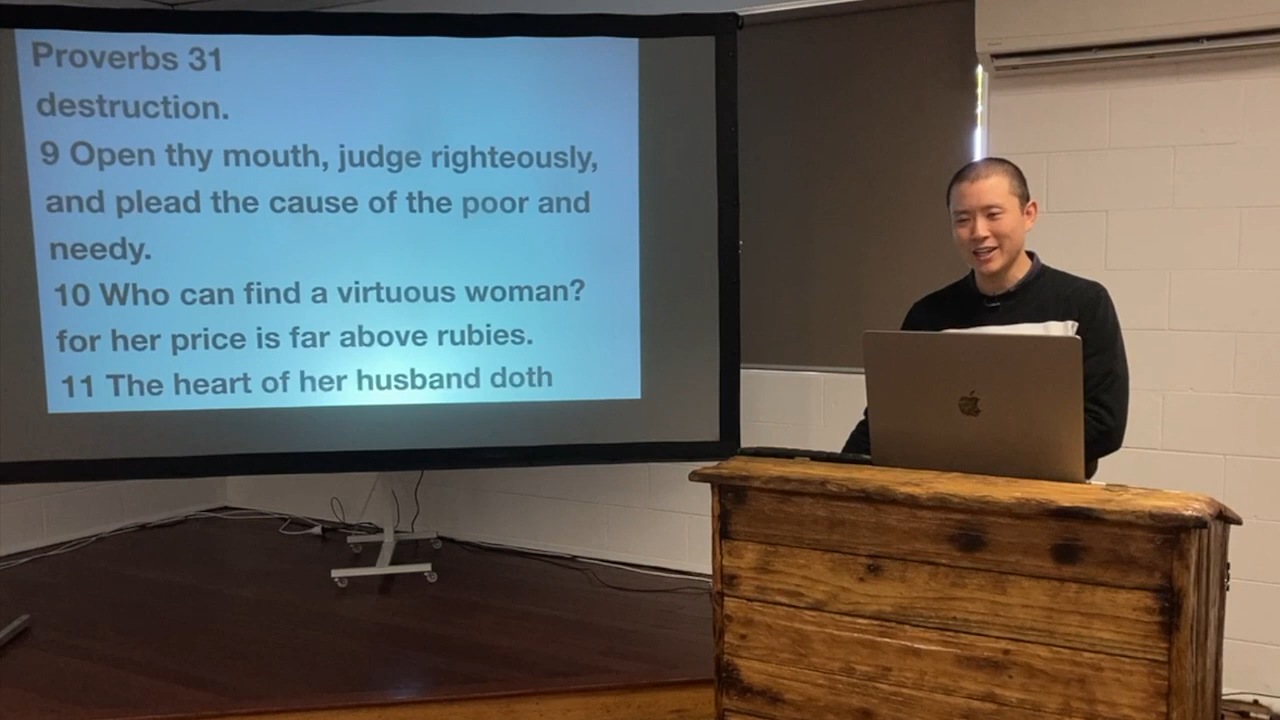 Proverbs 31
destruction.
9 Open thy mouth, judge righteously,
and plead the cause of the poor and
needy.
10 Who can find a virtuous woman?
for her price is far above rubies.
11 The heart of her husband doth